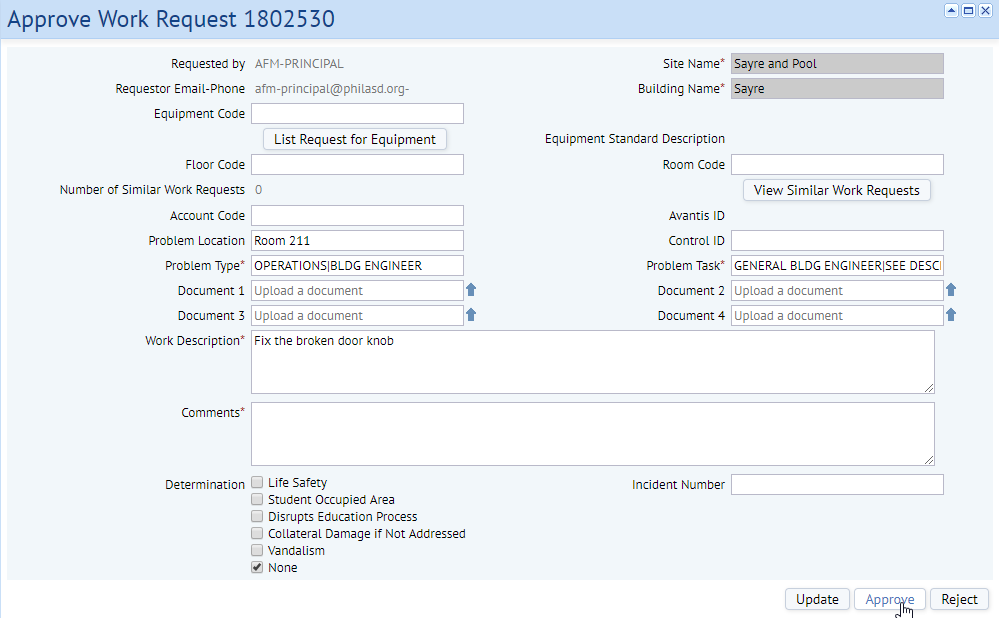 Approve Work Request 1802530
Requested by AFM-PRINCIPAL Site Name* Sayre and Pool
Requestor Email-Phone afm-principal@philasd.org- Building Name* Sayre
Equipment Code
List Request for Equipment Equipment Standard Description
Floor Code Room Code
Number of Similar Work Requests 0 View Similar Work Requests
Account Code Avantis ID
Problem Location Room 211 Control ID
Problem Type* OPERATIONS|BLDG ENGINEER Problem Task* GENERAL BLDG ENGINEER|SEE DESCI
Document 1 Upload a document Document 2 Upload a document
Document 3 Upload a document Document 4 Upload a document
Work Description* Fix the broken door knob
Comments*
Determination Life Safety Incident Number
Student Occupied Area
Disrupts Education Process
Collateral Damage if Not Addressed
Vandalism
None
Update Approve Reject